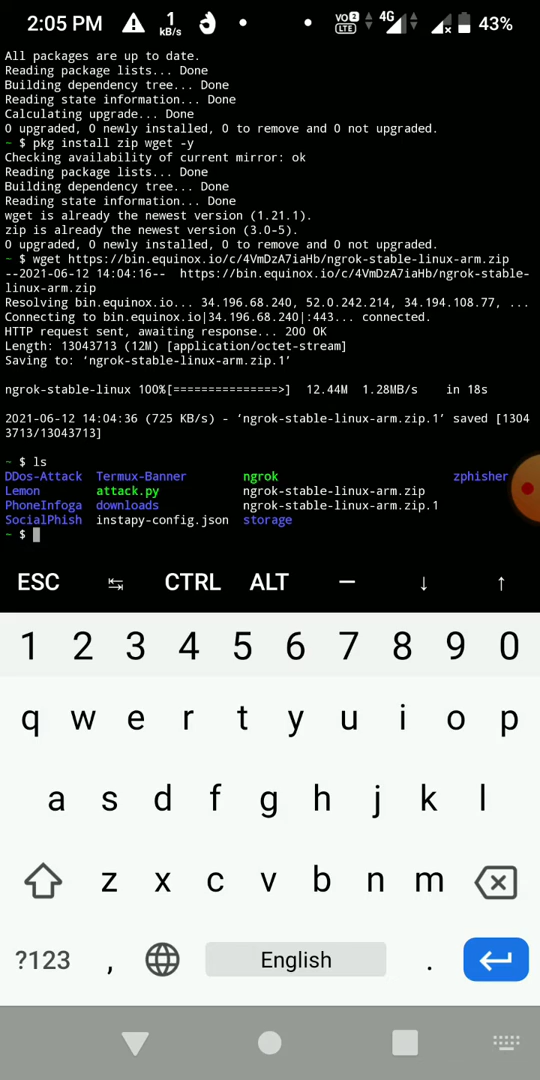 2:05 PM 1 kB/s VO 2 LTE 4G 43%
All packages are up to date.
Reading package lists... Done
Building dependency tree... Done
Reading state information... Done
Calculating upgrade... Done
0 upgraded, 0 newly installed, 0 to remove and 0 not upgraded.
~ $ pkg install zip wget -y
Checking availability of current mirror: ok
Reading package lists... Done
Building dependency tree... Done
Reading state information... Done
wget is already the newest version (1.21.1).
zip is already the newest version (3.0-5).
0 upgraded, 0 newly installed, 0 to remove and 0 not upgraded.
~ $ wget https://bin.equinox.io/c/4VmDzA7iaHb/ngrok-stable-linux-arm.zip
--2021-06-12 14:04:16--  https://bin.equinox.io/c/4VmDzA7iaHb/ngrok-stable-
linux-arm.zip
Resolving bin.equinox.io... 34.196.68.240, 52.0.242.214, 34.194.108.77, ...
Connecting to bin.equinox.io|34.196.68.240|:443... connected.
HTTP request sent, awaiting response... 200 OK
Length: 13043713 (12M) [application/octet-stream]
Saving to: ‘ngrok-stable-linux-arm.zip.1’
ngrok-stable-linux 100%[===============>]  12.44M  1.28MB/s    in 18s
2021-06-12 14:04:36 (725 KB/s) - ‘ngrok-stable-linux-arm.zip.1’ saved [1304
3713/13043713]
~ $ ls
DDos-Attack  Termux-Banner  ngrok  zphisher
Lemon  attack.py  ngrok-stable-linux-arm.zip
PhoneInfoga  downloads  ngrok-stable-linux-arm.zip.1
SocialPhish  instapy-config.json  storage
~ $
ESC ↹ CTRL ALT — ↓ ↑
1 2 3 4 5 6 7 8 9 0
q w e r t y u i o p
a s d f g h j k l
z x c v b n m
?123 , English .